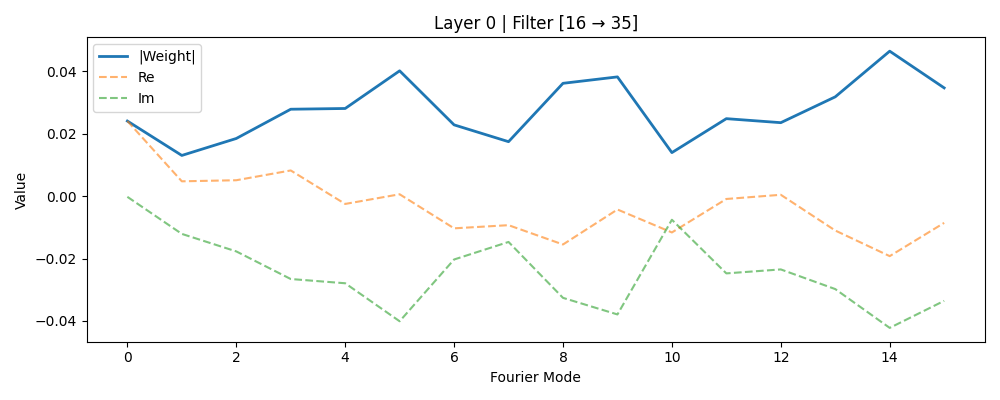 Layer 0 | Filter [16 → 35]
|Weight|
Re
Im
0.04
0.02
0.00
−0.02
−0.04
Value
0 2 4 6 8 10 12 14
Fourier Mode